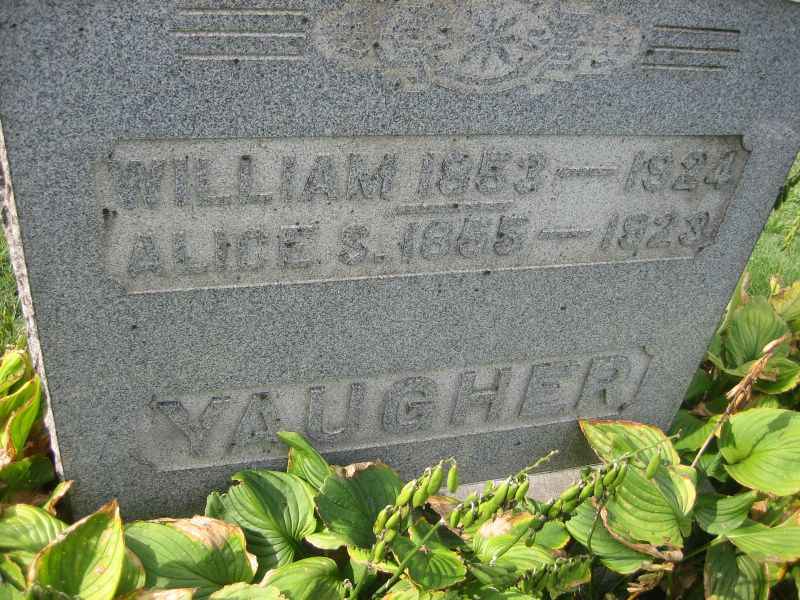 WILLIAM 1853 — 1924
ALICE S. 1855 — 1923
YAUGHER